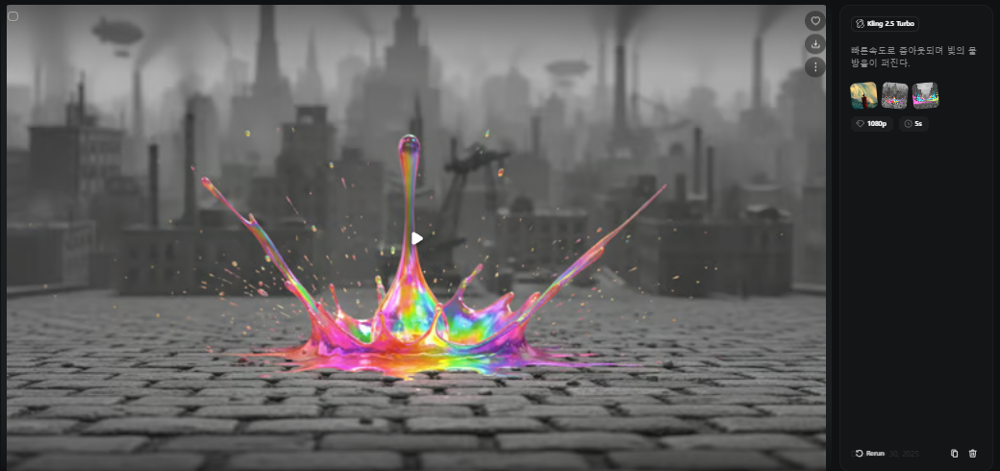 Kling 2.5 Turbo
빠른속도로 줌아웃되며 빛의 물
방울이 퍼진다.
1080p
5s
Rerun
2025